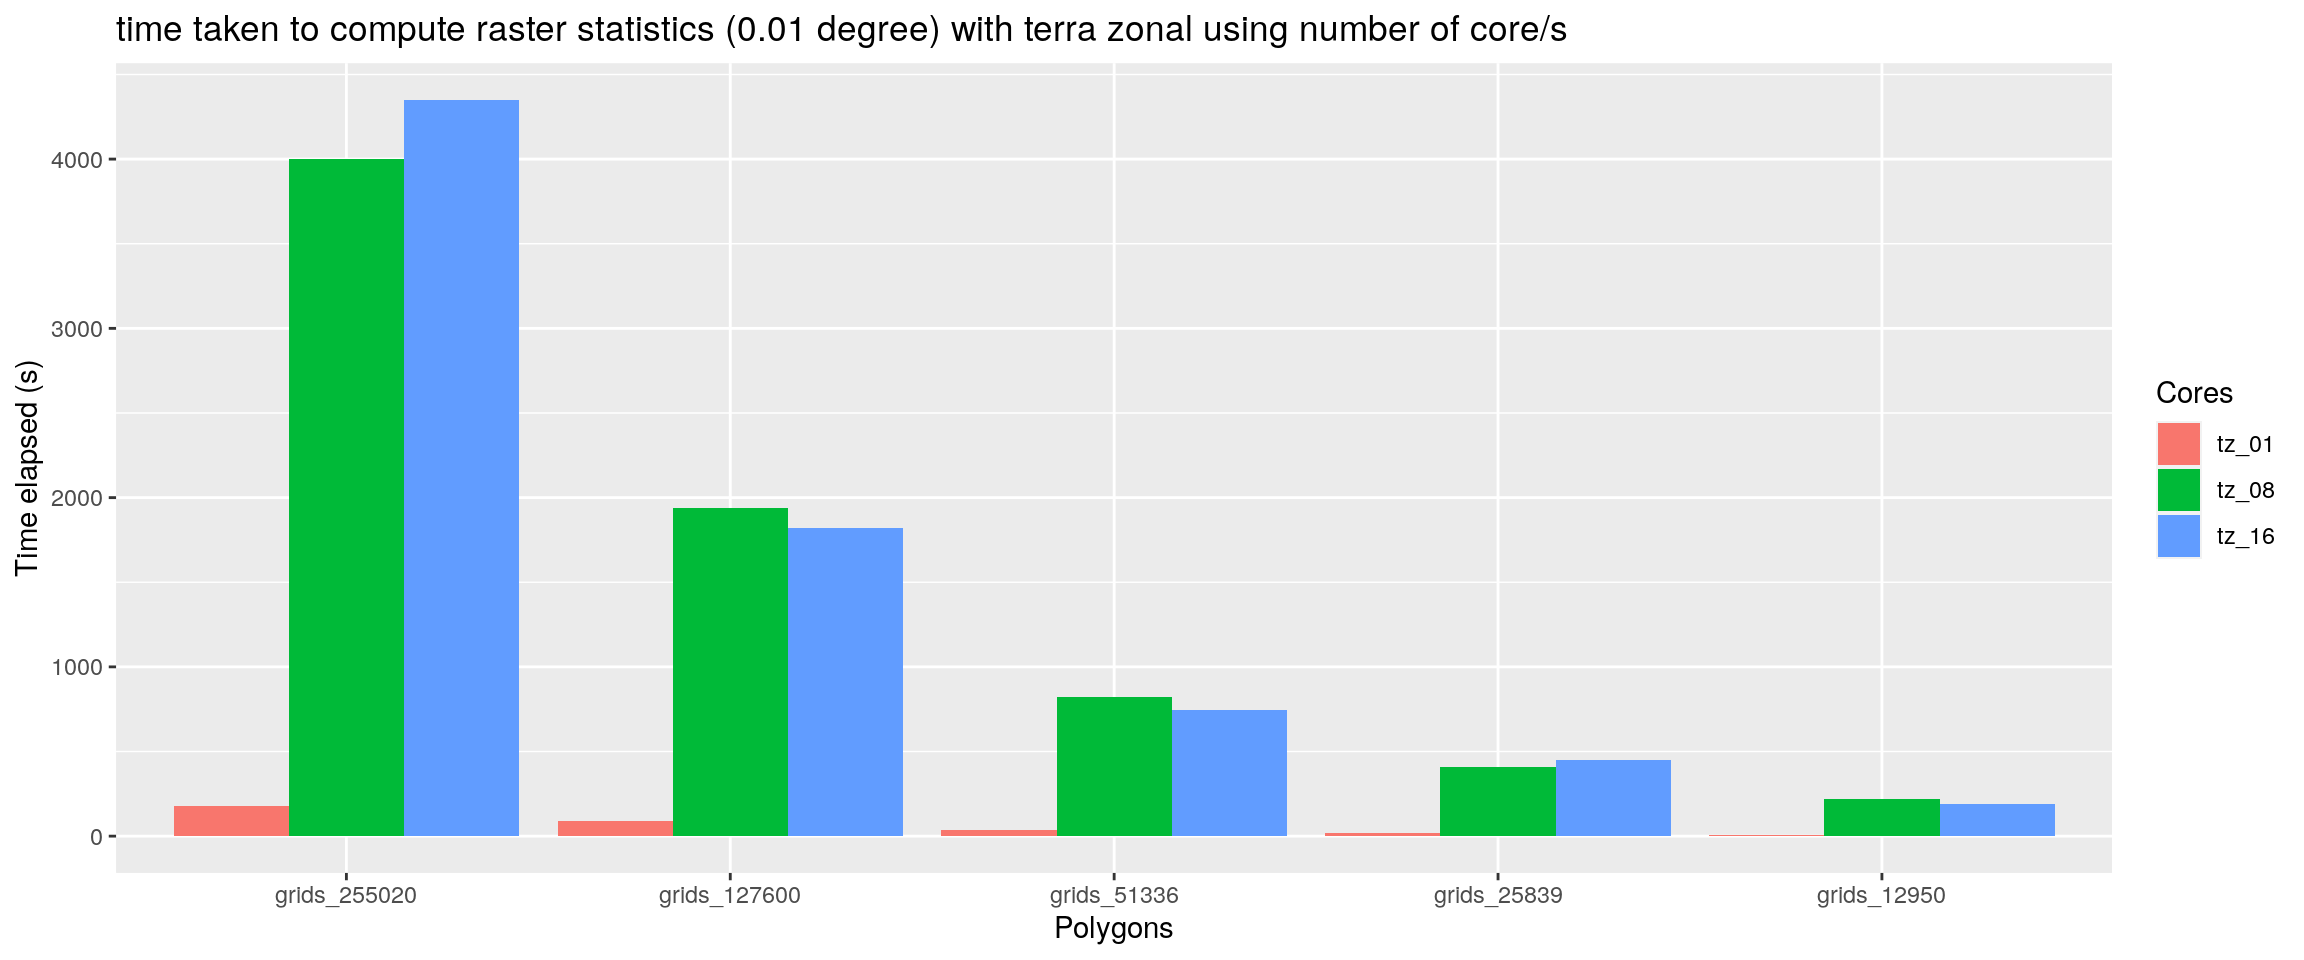 time taken to compute raster statistics (0.01 degree) with terra zonal using number of core/s
Time elapsed (s)
4000
3000
2000
1000
0
grids_255020
grids_127600
grids_51336
grids_25839
grids_12950
Polygons
Cores
tz_01
tz_08
tz_16